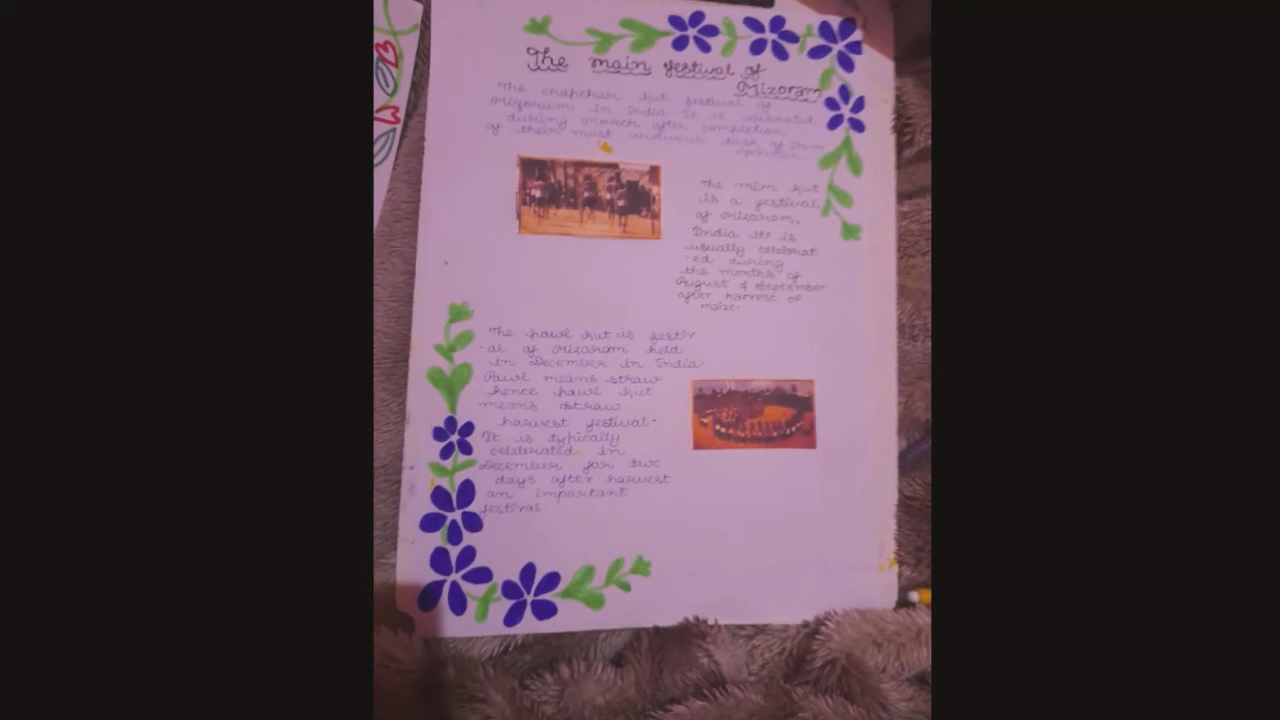 The main festival of
Mizoram
The chapchar kut festival of
Mizoram in India It is celebrated
during March after completion
of their most arduous task of Jhum
operation.
The mim kut
is a festival
of Mizoram,
India It is
usually celebrat
-ed during
the months of
August & September
after harvest of
maize.
The pawl kut is festiv
-al of Mizoram held
in December in India.
Pawl means straw
hence pawl kut
means straw
harvest festival.
It is typically
celebrated in
December for two
days after harvest
an important
festival.